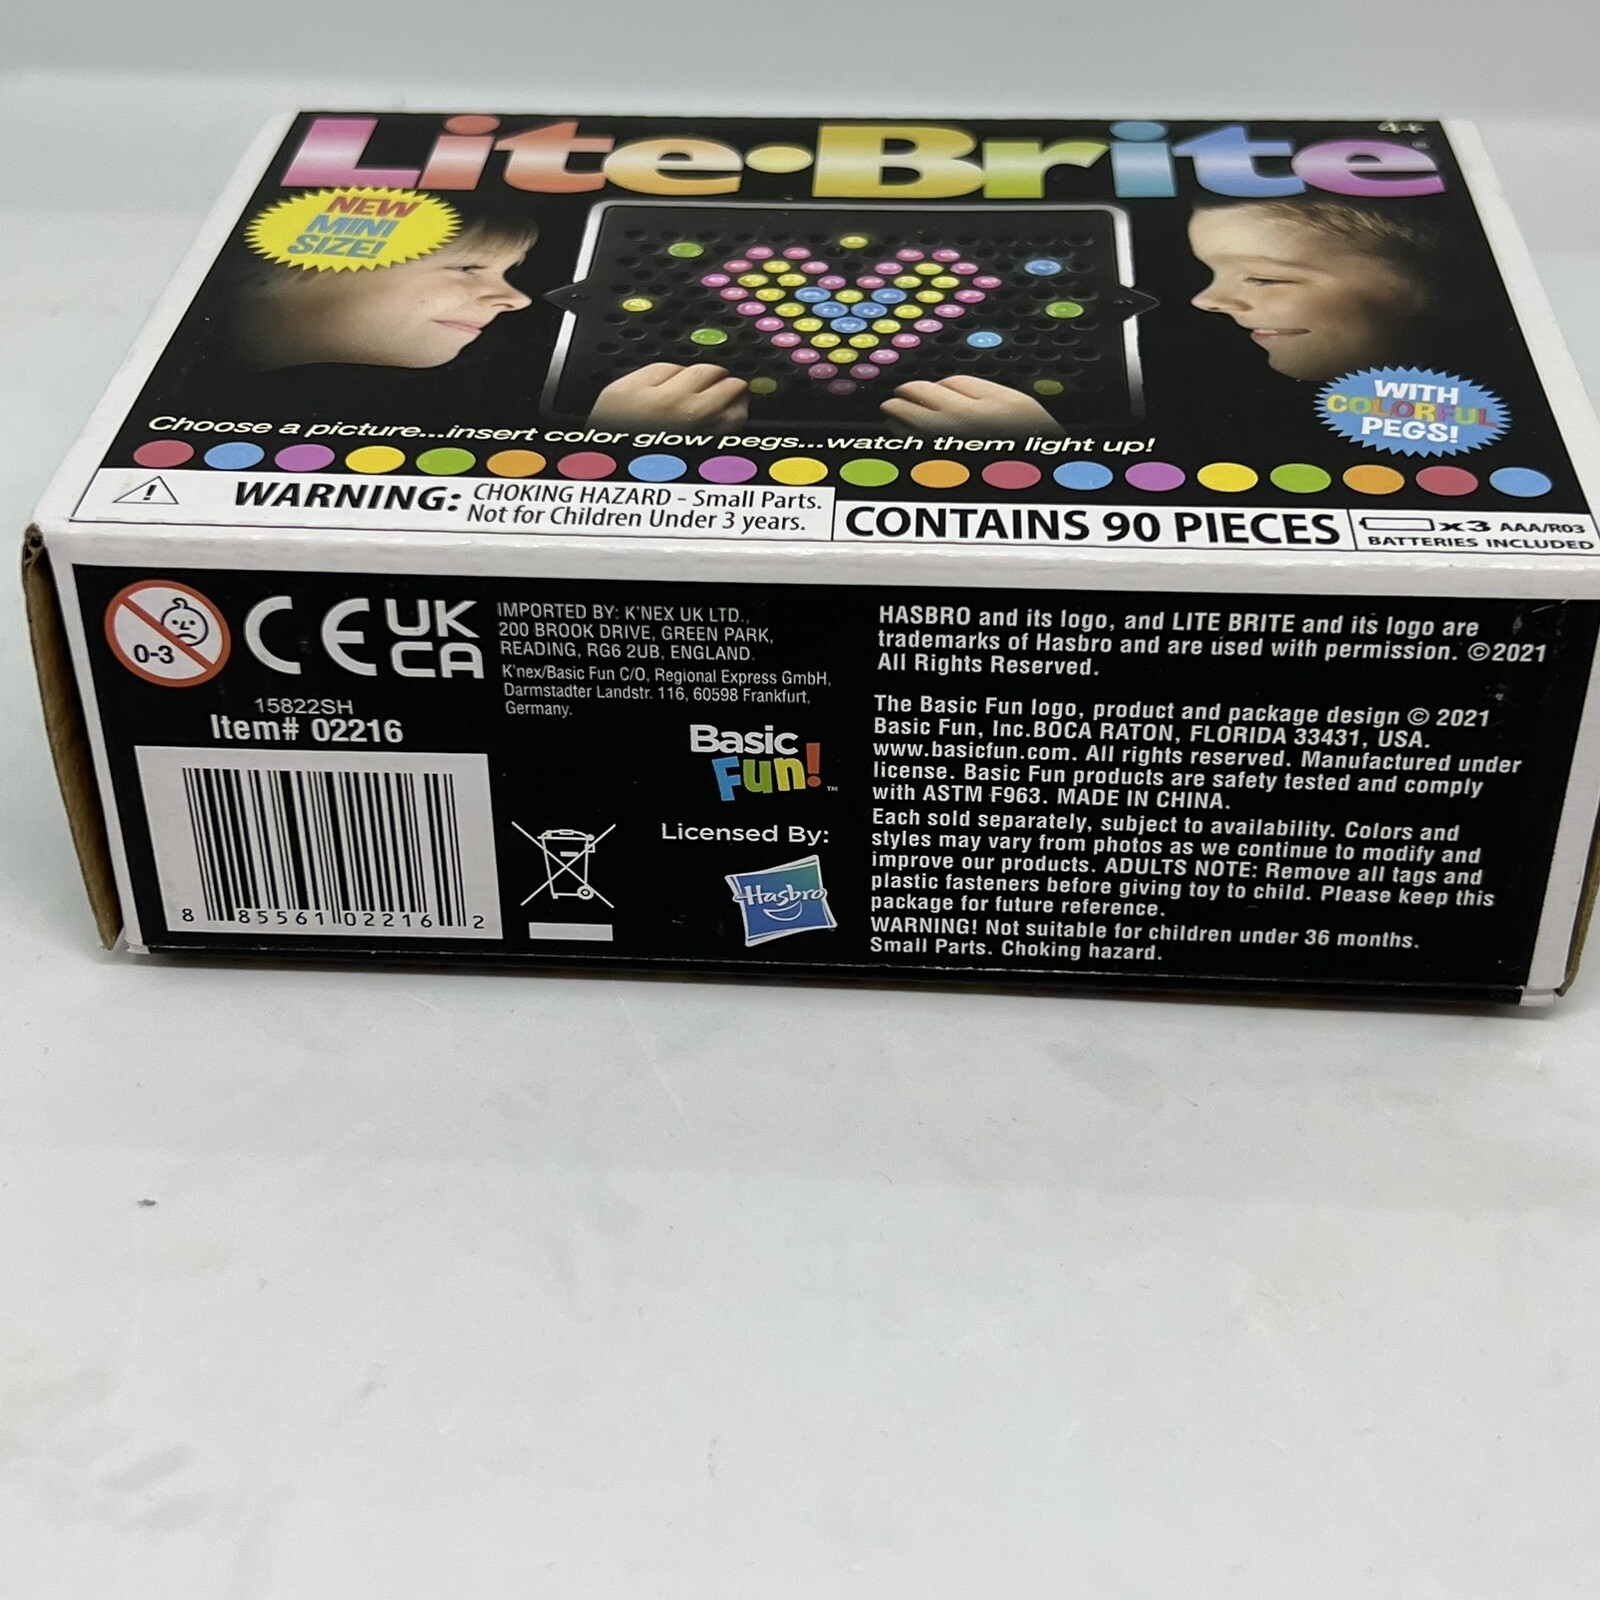 Lite•Brite®
4+
NEW
MINI
SIZE!
WITH
COLORFUL
PEGS!
Choose a picture...insert color glow pegs...watch them light up!
WARNING: CHOKING HAZARD - Small Parts.
Not for Children Under 3 years.
CONTAINS 90 PIECES
x3 AAA/R03
BATTERIES INCLUDED
0-3
CE
UK
CA
15822SH
Item# 02216
8 85561 02216 2
IMPORTED BY: K'NEX UK LTD.,
200 BROOK DRIVE, GREEN PARK,
READING, RG6 2UB, ENGLAND.
K'nex/Basic Fun C/O, Regional Express GmbH,
Darmstadter Landstr. 116, 60598 Frankfurt,
Germany.
Basic
Fun!™
Licensed By:
Hasbro
HASBRO and its logo, and LITE BRITE and its logo are
trademarks of Hasbro and are used with permission. ©2021
All Rights Reserved.
The Basic Fun logo, product and package design © 2021
Basic Fun, Inc.BOCA RATON, FLORIDA 33431, USA.
www.basicfun.com. All rights reserved. Manufactured under
license. Basic Fun products are safety tested and comply
with ASTM F963. MADE IN CHINA.
Each sold separately, subject to availability. Colors and
styles may vary from photos as we continue to modify and
improve our products. ADULTS NOTE: Remove all tags and
plastic fasteners before giving toy to child. Please keep this
package for future reference.
WARNING! Not suitable for children under 36 months.
Small Parts. Choking hazard.